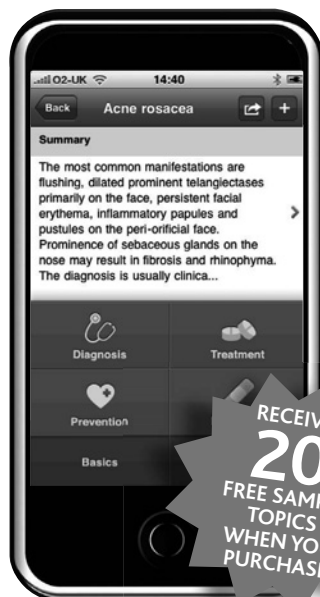 O2-UK 14:40
Back Acne rosacea +
Summary
The most common manifestations are
flushing, dilated prominent telangiectases
primarily on the face, persistent facial
erythema, inflammatory papules and
pustules on the peri-orificial face.
Prominence of sebaceous glands on the
nose may result in fibrosis and rhinophyma.
The diagnosis is usually clinica...
Diagnosis Treatment
Prevention
Basics
RECEIV
20
FREE SAMP
TOPICS
WHEN YO
PURCHAS